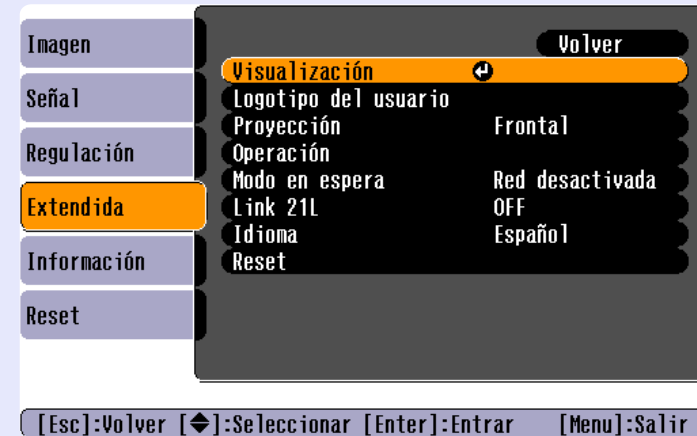 Imagen
Señal
Regulación
Extendida
Información
Reset
Volver
Visualización
Logotipo del usuario
Proyección Frontal
Operación
Modo en espera Red desactivada
Link 21L OFF
Idioma Español
Reset
[Esc]:Volver [◆]:Seleccionar [Enter]:Entrar [Menu]:Salir